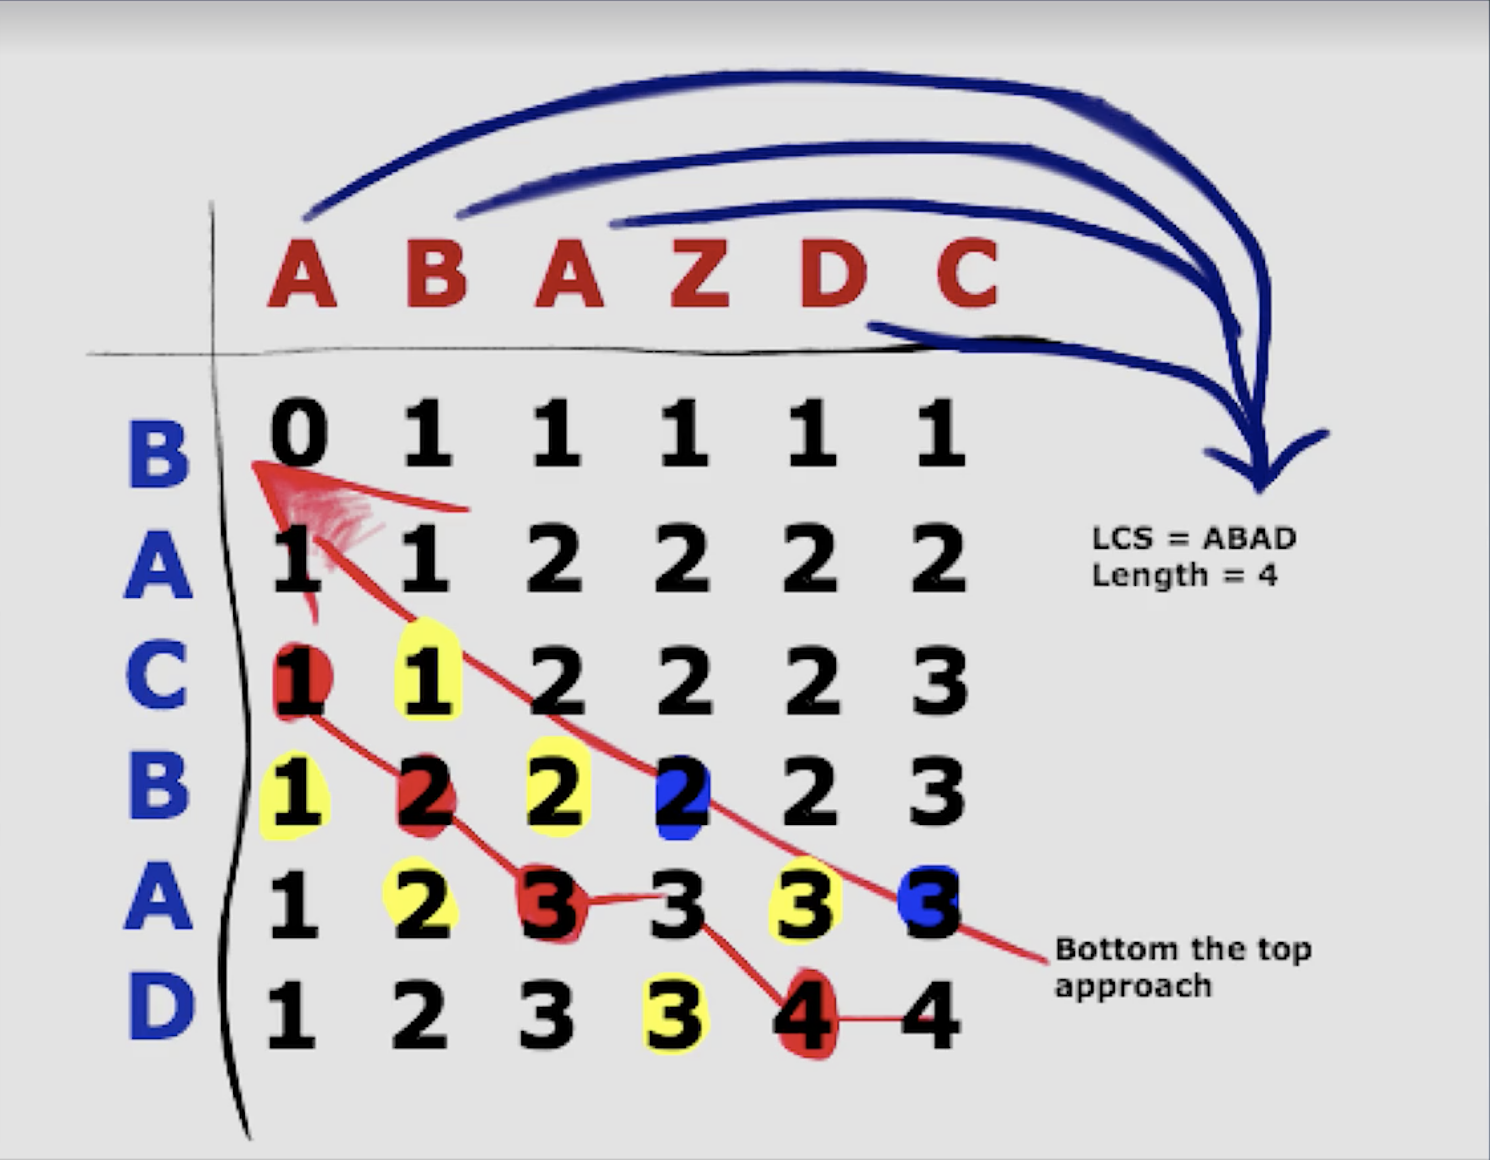 A B A Z D C
B 0 1 1 1 1 1
A 1 1 2 2 2 2
C 1 1 2 2 2 3
B 1 2 2 2 2 3
A 1 2 3 3 3 3
D 1 2 3 3 4 4
LCS = ABAD
Length = 4
Bottom the top
approach